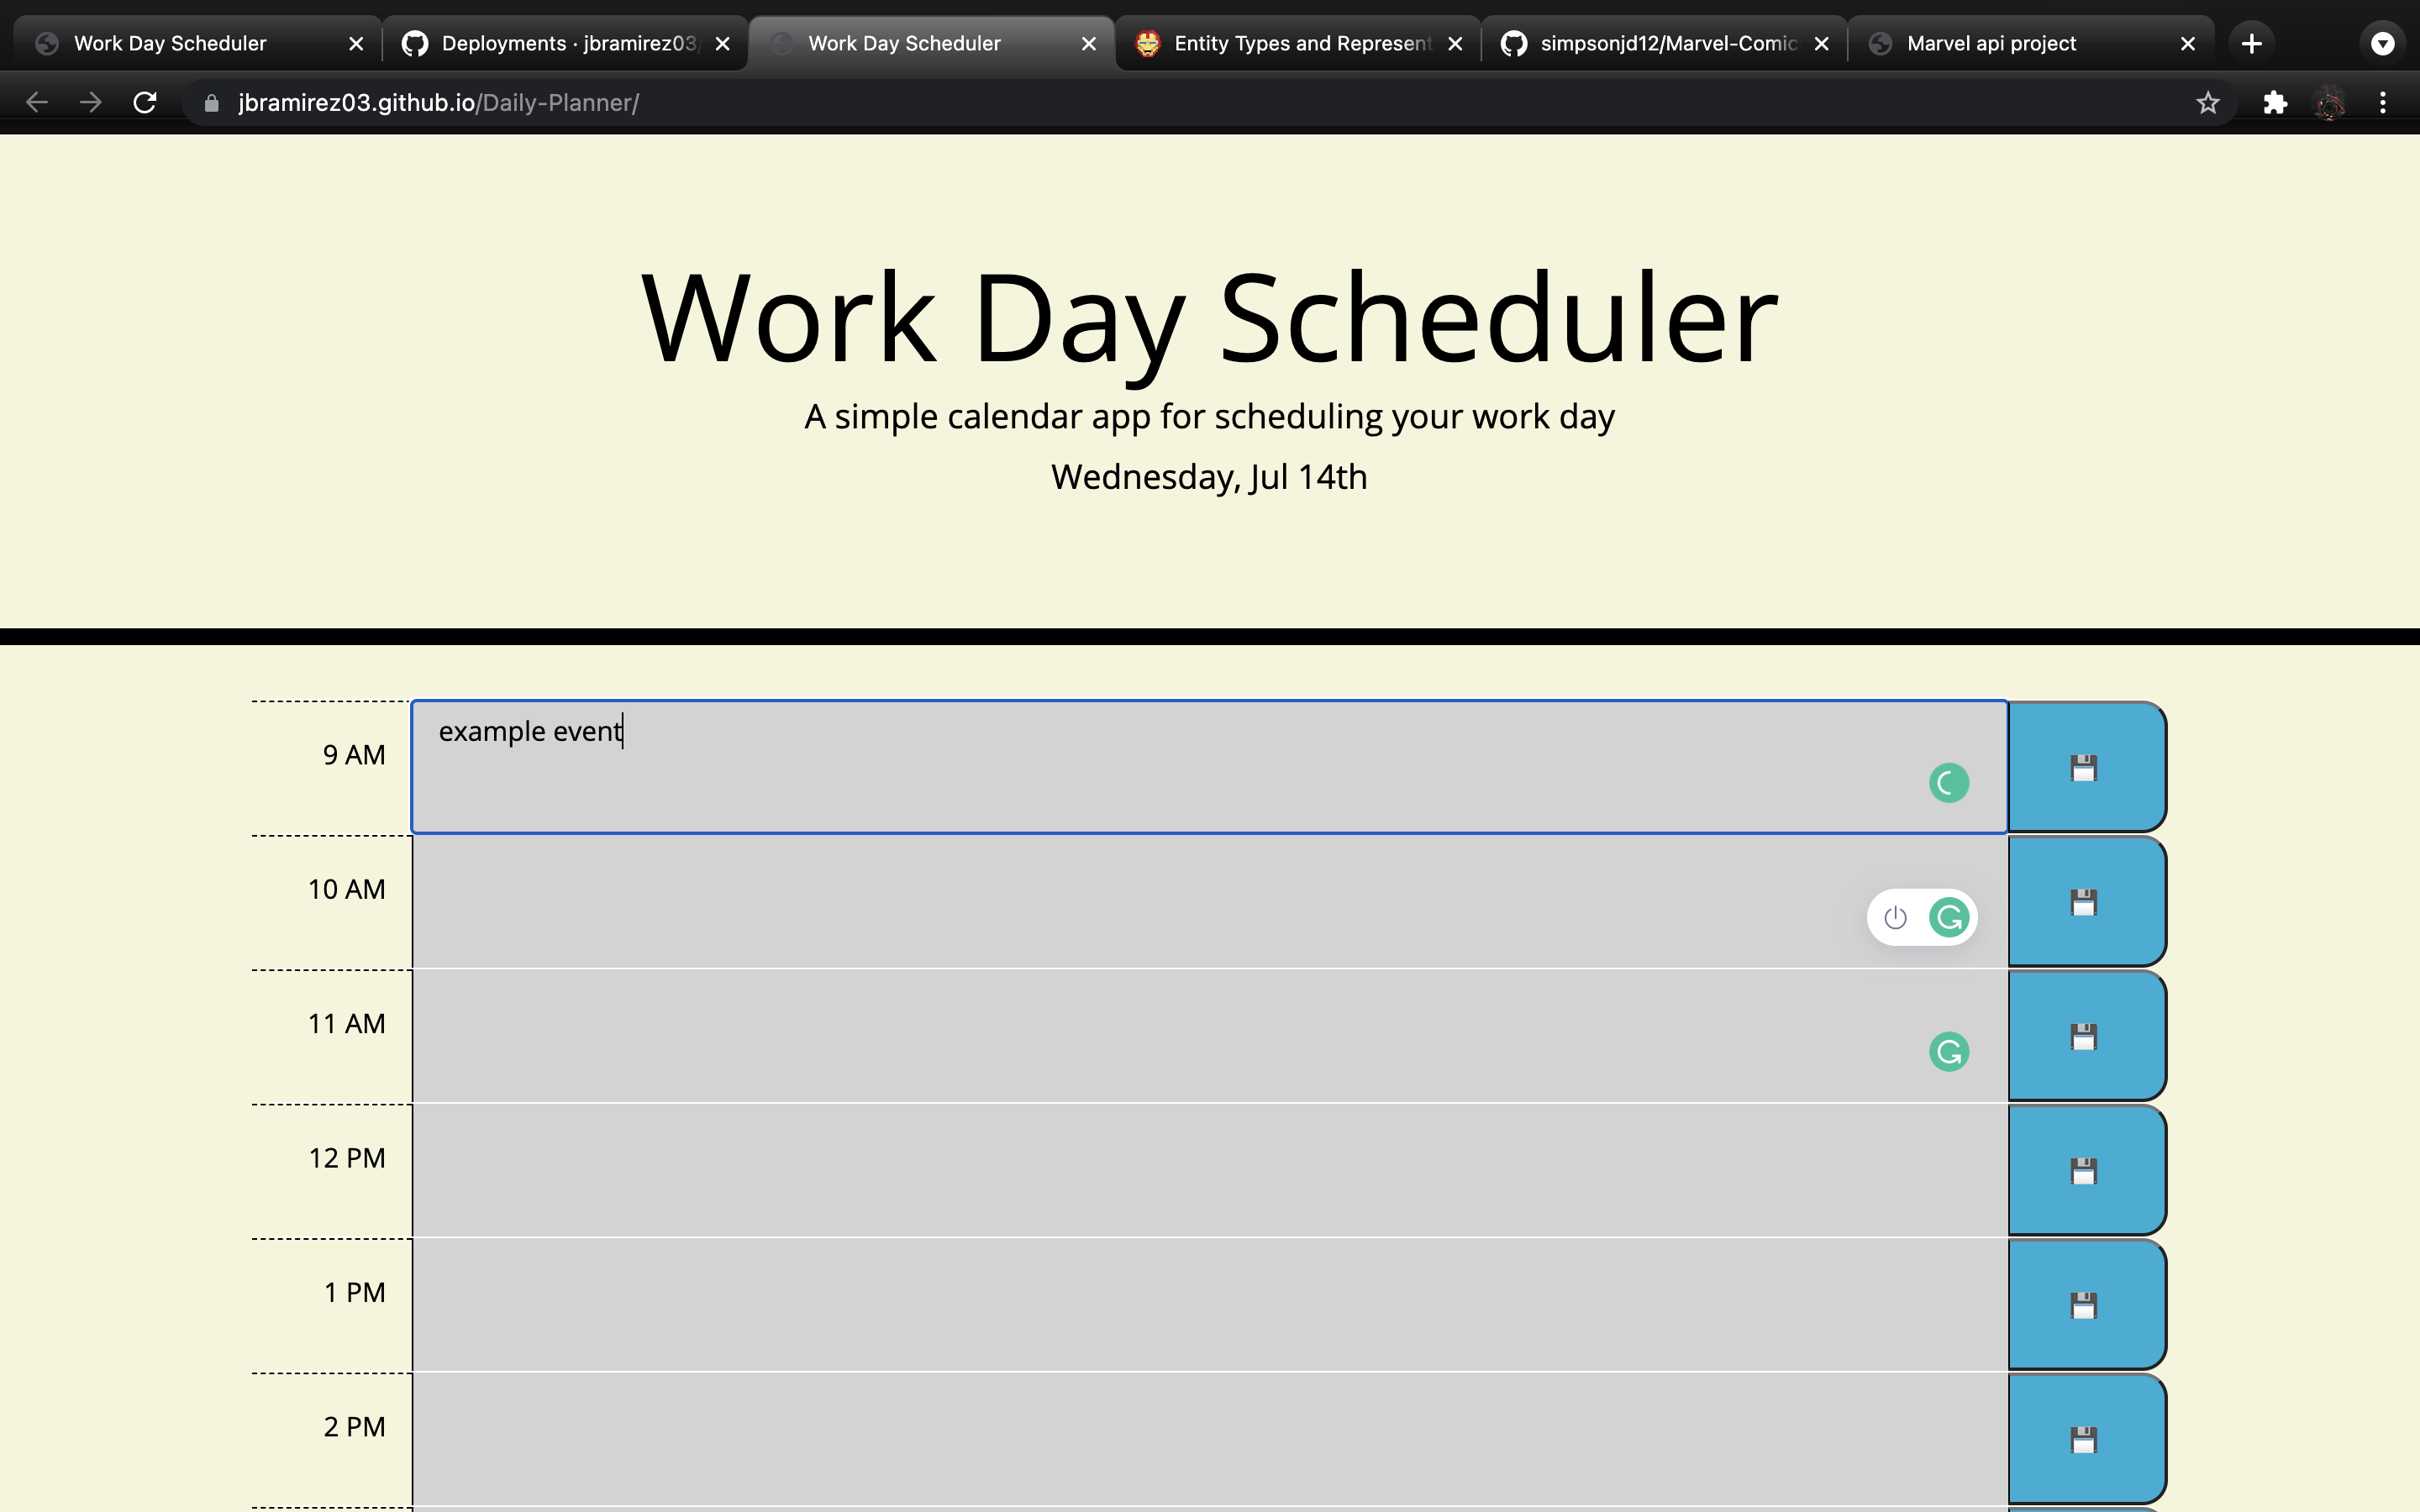 Work Day Scheduler
Deployments · jbramirez03/
Work Day Scheduler
Entity Types and Represent
simpsonjd12/Marvel-Comic
Marvel api project
jbramirez03.github.io/Daily-Planner/
Work Day Scheduler
A simple calendar app for scheduling your work day
Wednesday, Jul 14th
9 AM
example event
10 AM
11 AM
12 PM
1 PM
2 PM